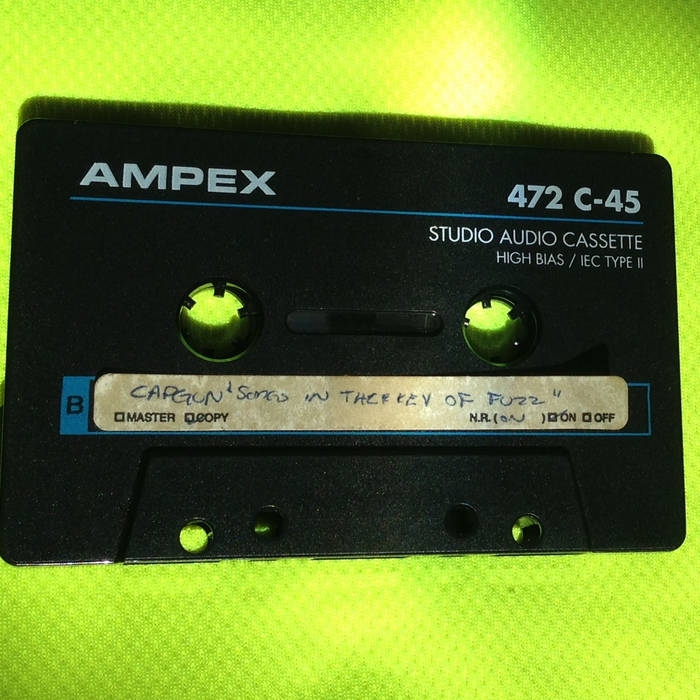 AMPEX
472 C-45
STUDIO AUDIO CASSETTE
HIGH BIAS / IEC TYPE II
B
CAPGUN "SONGS IN THE KEY OF FUZZ"
MASTER COPY N.R. (ON ) ON OFF